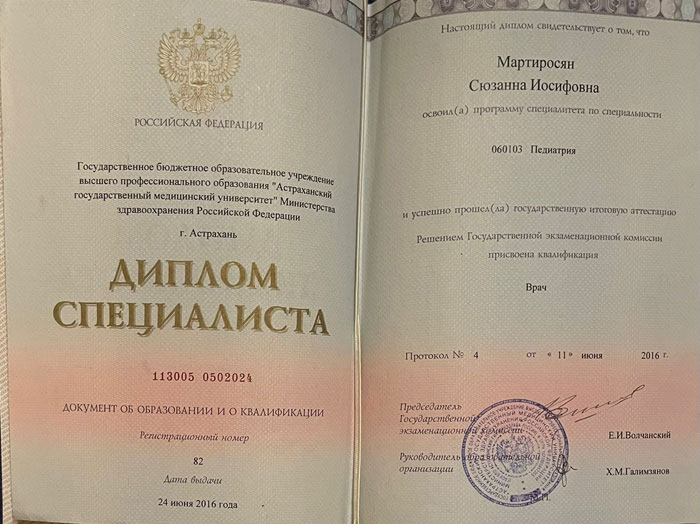 РОССИЙСКАЯ ФЕДЕРАЦИЯ
Государственное бюджетное образовательное учреждение
высшего профессионального образования "Астраханский
государственный медицинский университет" Министерства
здравоохранения Российской Федерации
г. Астрахань
ДИПЛОМ
СПЕЦИАЛИСТА
113005 0502024
ДОКУМЕНТ ОБ ОБРАЗОВАНИИ И О КВАЛИФИКАЦИИ
Регистрационный номер
82
Дата выдачи
24 июня 2016 года
Настоящий диплом свидетельствует о том, что
Мартиросян
Сюзанна Иосифовна
освоил(а) программу специалитета по специальности
060103 Педиатрия
и успешно прошел(ла) государственную итоговую аттестацию
Решением Государственной экзаменационной комиссии
присвоена квалификация
Врач
Протокол № 4 от « 11 » июня 2016 г.
Председатель
Государственной
экзаменационной комиссии
Е.И.Волчанский
Руководитель образовательной
организации
Х.М.Галимзянов
М.П.